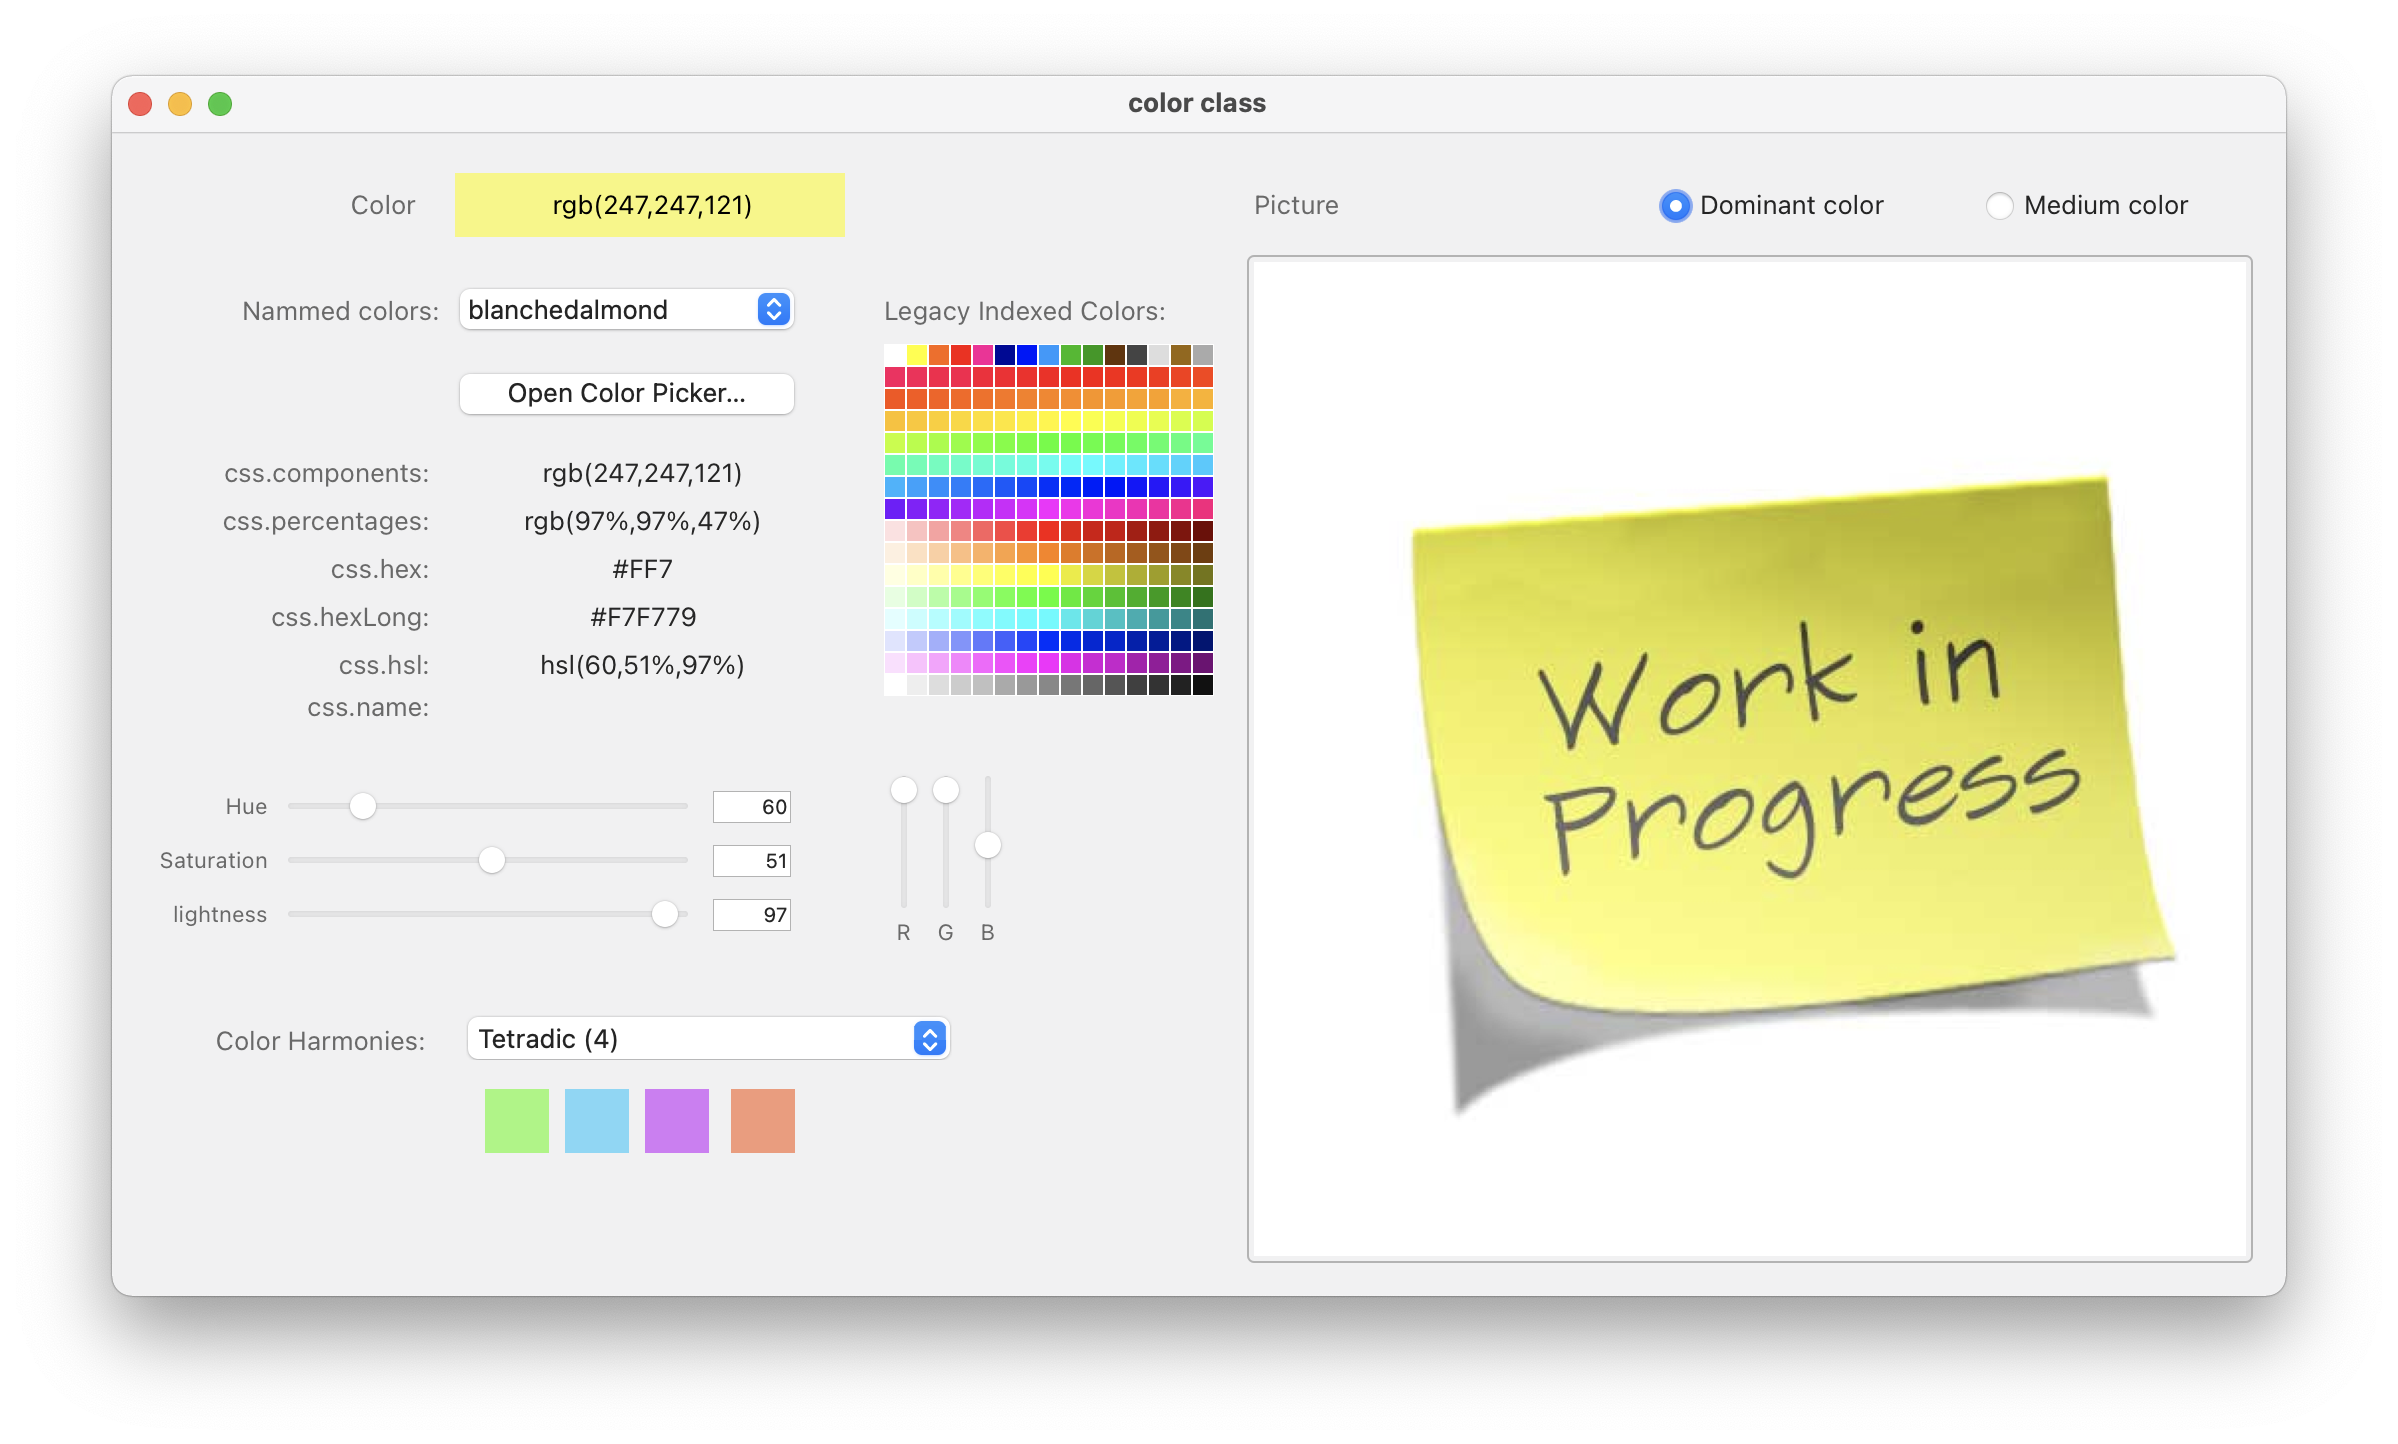 color class
Color
rgb(247,247,121)
Picture
Dominant color
Medium color
Nammed colors:
blanchedalmond
Legacy Indexed Colors:
Open Color Picker...
css.components:
rgb(247,247,121)
css.percentages:
rgb(97%,97%,47%)
css.hex:
#FF7
css.hexLong:
#F7F779
css.hsl:
hsl(60,51%,97%)
css.name:
Hue
60
Saturation
51
lightness
97
R G B
Color Harmonies:
Tetradic (4)
Work in
Progress